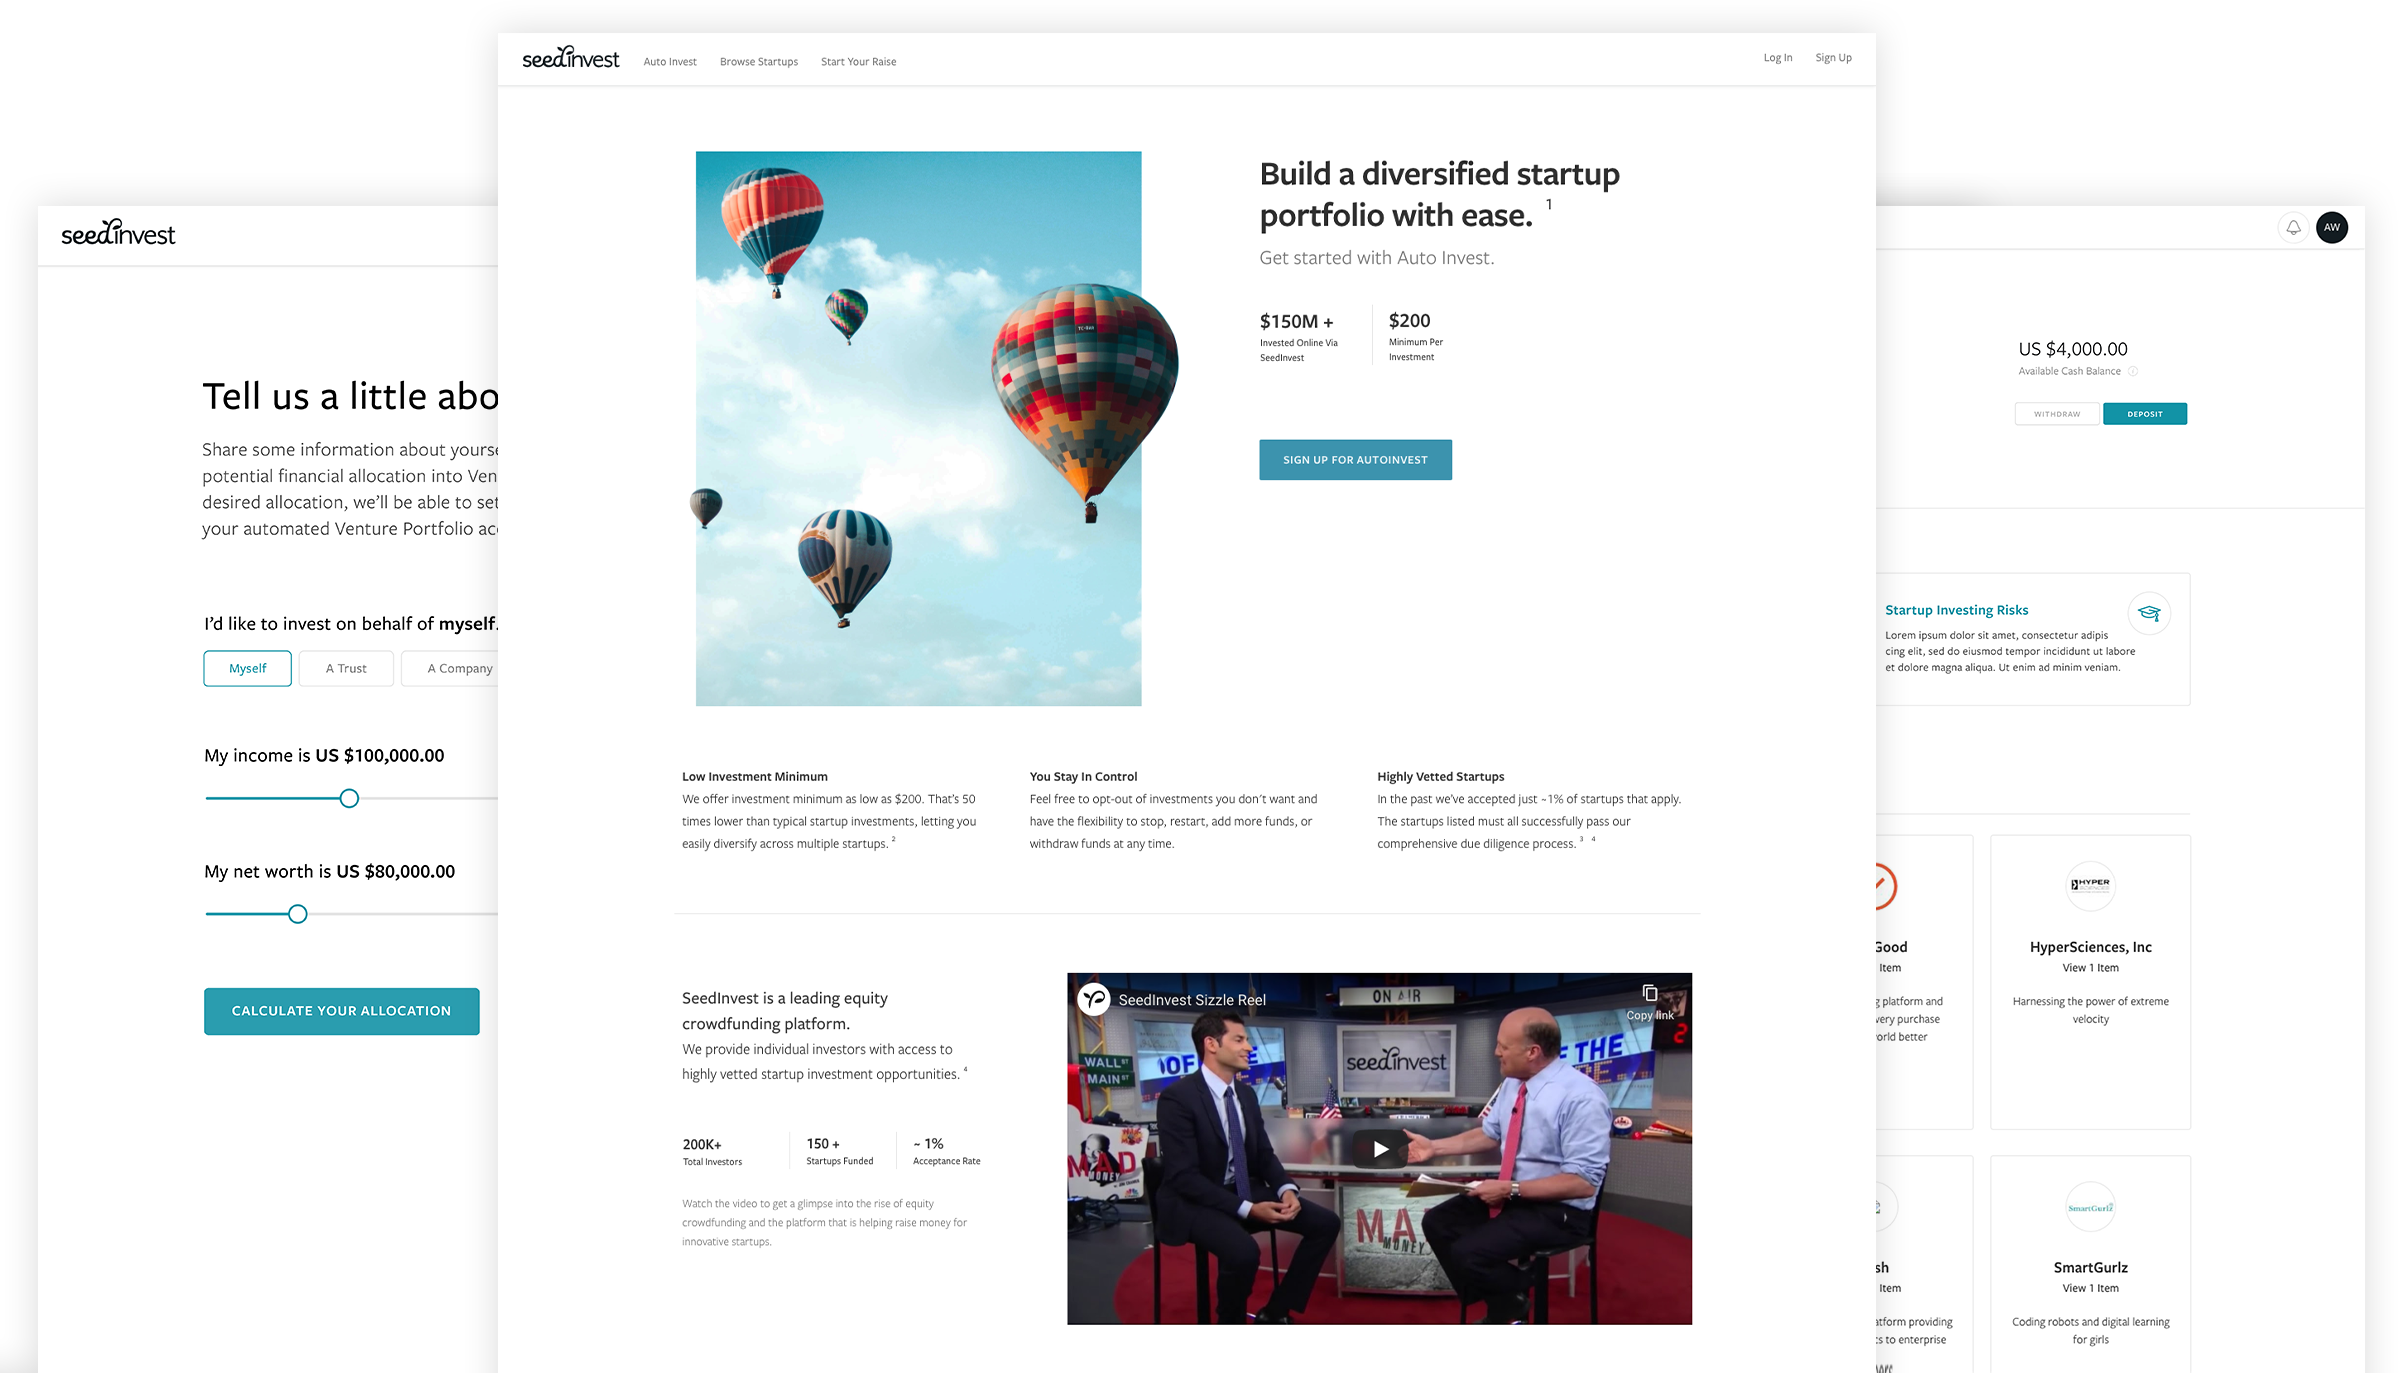 seedinvest
Auto Invest
Browse Startups
Start Your Raise
Log In
Sign Up
Build a diversified startup
portfolio with ease. 1
Get started with Auto Invest.
$150M +
Invested Online Via
SeedInvest
$200
Minimum Per
Investment
SIGN UP FOR AUTOINVEST
TC-BAH
Low Investment Minimum
We offer investment minimum as low as $200. That's 50
times lower than typical startup investments, letting you
easily diversify across multiple startups. 2
You Stay In Control
Feel free to opt-out of investments you don't want and
have the flexibility to stop, restart, add more funds, or
withdraw funds at any time.
Highly Vetted Startups
In the past we've accepted just ~1% of startups that apply.
The startups listed must all successfully pass our
comprehensive due diligence process. 3 4
SeedInvest is a leading equity
crowdfunding platform.
We provide individual investors with access to
highly vetted startup investment opportunities. 4
200K+
Total Investors
150 +
Startups Funded
~ 1%
Acceptance Rate
Watch the video to get a glimpse into the rise of equity
crowdfunding and the platform that is helping raise money for
innovative startups.
SeedInvest Sizzle Reel
Copy link
ON AIR
WALL ST
MAIN ST
OF
seedinvest
THE
MAD
MONEY
MA
MONEY
seedinvest
Tell us a little abo
Share some information about yourse
potential financial allocation into Ven
desired allocation, we'll be able to set
your automated Venture Portfolio acc
I'd like to invest on behalf of myself.
Myself
A Trust
A Company
My income is US $100,000.00
My net worth is US $80,000.00
CALCULATE YOUR ALLOCATION
AW
US $4,000.00
Available Cash Balance
WITHDRAW
DEPOSIT
Startup Investing Risks
Lorem ipsum dolor sit amet, consectetur adipis
cing elit, sed do eiusmod tempor incididunt ut labore
et dolore magna aliqua. Ut enim ad minim veniam.
Good
Item
g platform and
very purchase
orld better
HYPER
HyperSciences, Inc
View 1 Item
Harnessing the power of extreme
velocity
sh
Item
atform providing
cs to enterprise
SmartGurlz
SmartGurlz
View 1 Item
Coding robots and digital learning
for girls